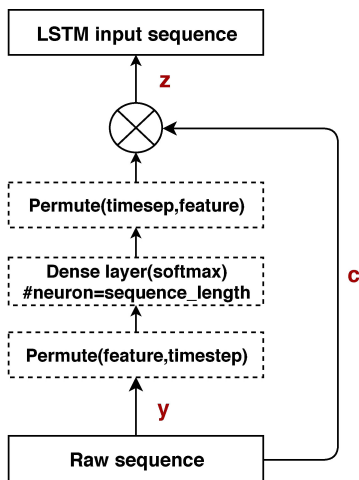 LSTM input sequence
z
Permute(timesep,feature)
Dense layer(softmax)
#neuron=sequence_length
c
Permute(feature,timestep)
y
Raw sequence